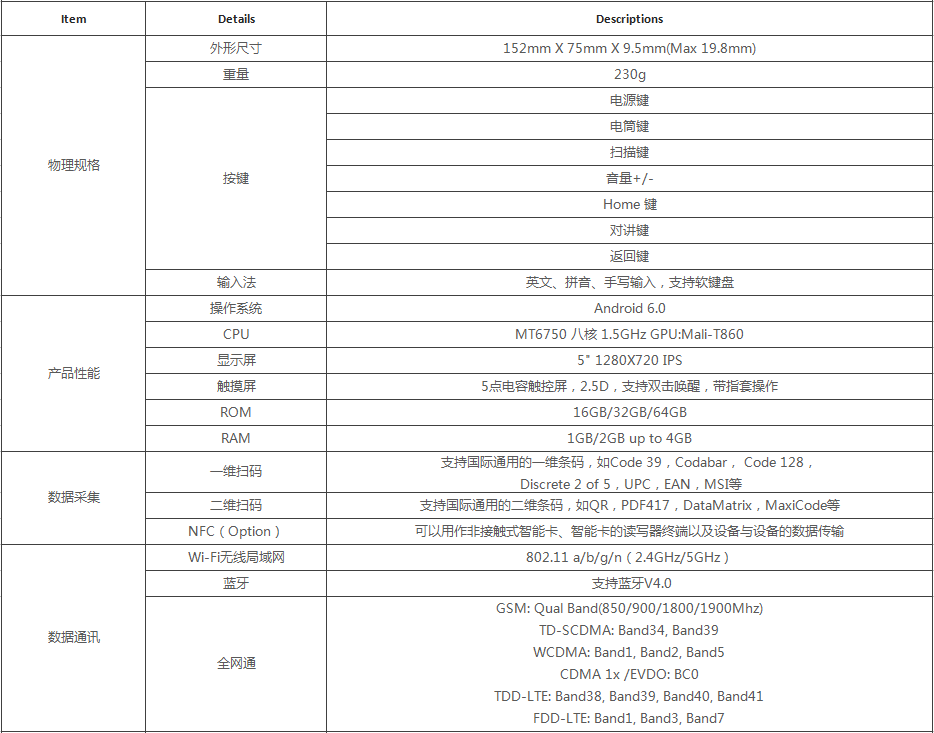 Item Details Descriptions
物理规格
外形尺寸 152mm X 75mm X 9.5mm(Max 19.8mm)
重量 230g
按键
电源键
电筒键
扫描键
音量+/-
Home 键
对讲键
返回键
输入法 英文、拼音、手写输入，支持软键盘
产品性能
操作系统 Android 6.0
CPU MT6750 八核 1.5GHz GPU:Mali-T860
显示屏 5" 1280X720 IPS
触摸屏 5点电容触控屏，2.5D，支持双击唤醒，带指套操作
ROM 16GB/32GB/64GB
RAM 1GB/2GB up to 4GB
数据采集
一维扫码 支持国际通用的一维条码，如Code 39，Codabar， Code 128，
Discrete 2 of 5，UPC，EAN，MSI等
二维扫码 支持国际通用的二维条码，如QR，PDF417，DataMatrix，MaxiCode等
NFC（Option） 可以用作非接触式智能卡、智能卡的读写器终端以及设备与设备的数据传输
数据通讯
Wi-Fi无线局域网 802.11 a/b/g/n（2.4GHz/5GHz）
蓝牙 支持蓝牙V4.0
全网通
GSM: Qual Band(850/900/1800/1900Mhz)
TD-SCDMA: Band34, Band39
WCDMA: Band1, Band2, Band5
CDMA 1x /EVDO: BC0
TDD-LTE: Band38, Band39, Band40, Band41
FDD-LTE: Band1, Band3, Band7